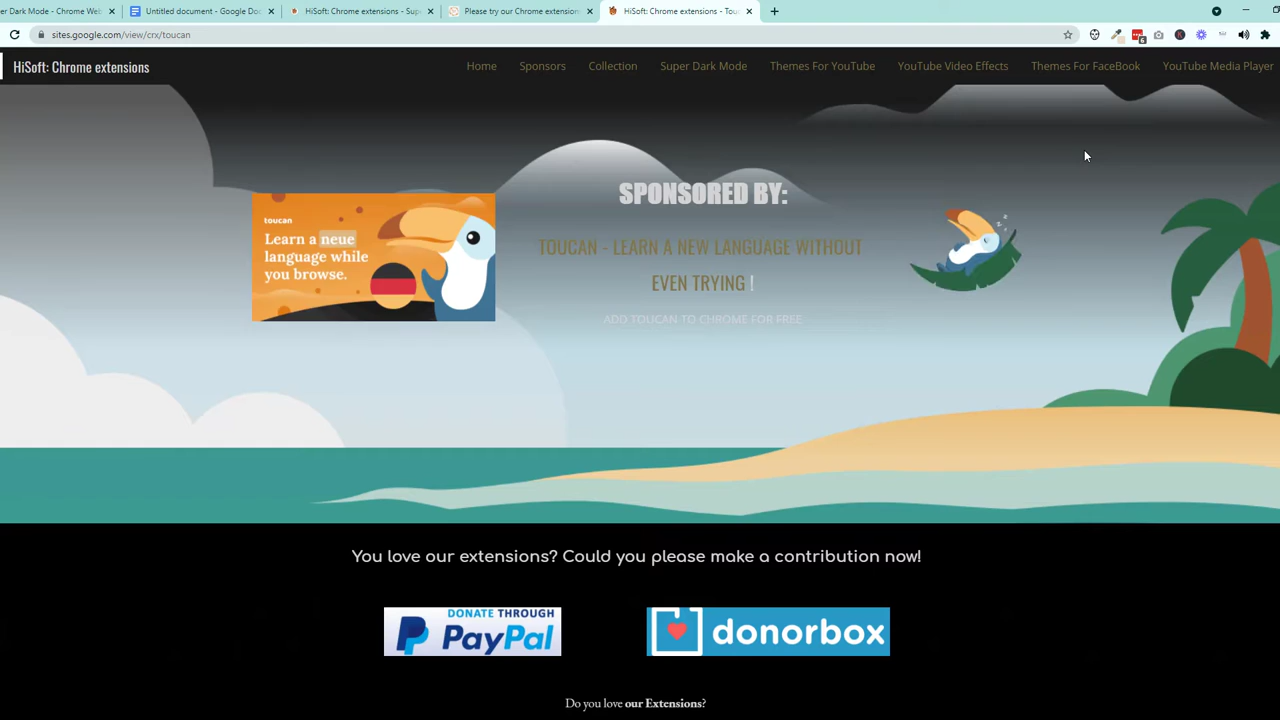 er Dark Mode - Chrome Web
Untitled document - Google Doc
HiSoft: Chrome extensions - Sup
Please try our Chrome extension
HiSoft: Chrome extensions - Tou
sites.google.com/view/crx/toucan
6
HiSoft: Chrome extensions
Home
Sponsors
Collection
Super Dark Mode
Themes For YouTube
YouTube Video Effects
Themes For FaceBook
YouTube Media Player
toucan
Learn a neue
language while
you browse.
SPONSORED BY:
TOUCAN - LEARN A NEW LANGUAGE WITHOUT
EVEN TRYING !
ADD TOUCAN TO CHROME FOR FREE
z z z
You love our extensions? Could you please make a contribution now!
DONATE THROUGH
PayPal
donorbox
Do you love our Extensions?